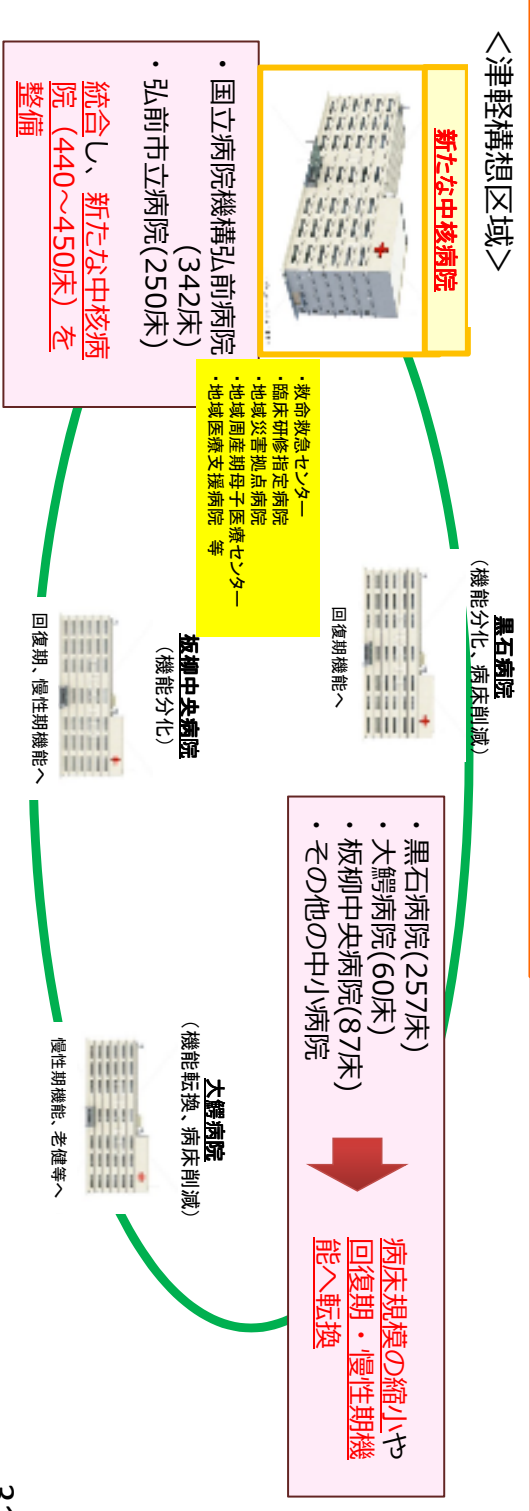 ＜津軽構想区域＞
新たな中核病院
・国立病院機構弘前病院
(342床)
・弘前市立病院(250床)
統合し、新たな中核病
院（440～450床）を
整備
・救命救急センター
・臨床研修指定病院
・地域災害拠点病院
・地域周産期母子医療センター
・地域医療支援病院 等
黒石病院
（機能分化、病床削減）
回復期機能へ
板柳中央病院
（機能分化）
回復期、慢性期機能へ
・黒石病院(257床)
・大鰐病院(60床)
・板柳中央病院(87床)
・その他の中小病院
病床規模の縮小や
回復期・慢性期機
能へ転換
大鰐病院
（機能転換、病床削減）
慢性期機能、老健等へ